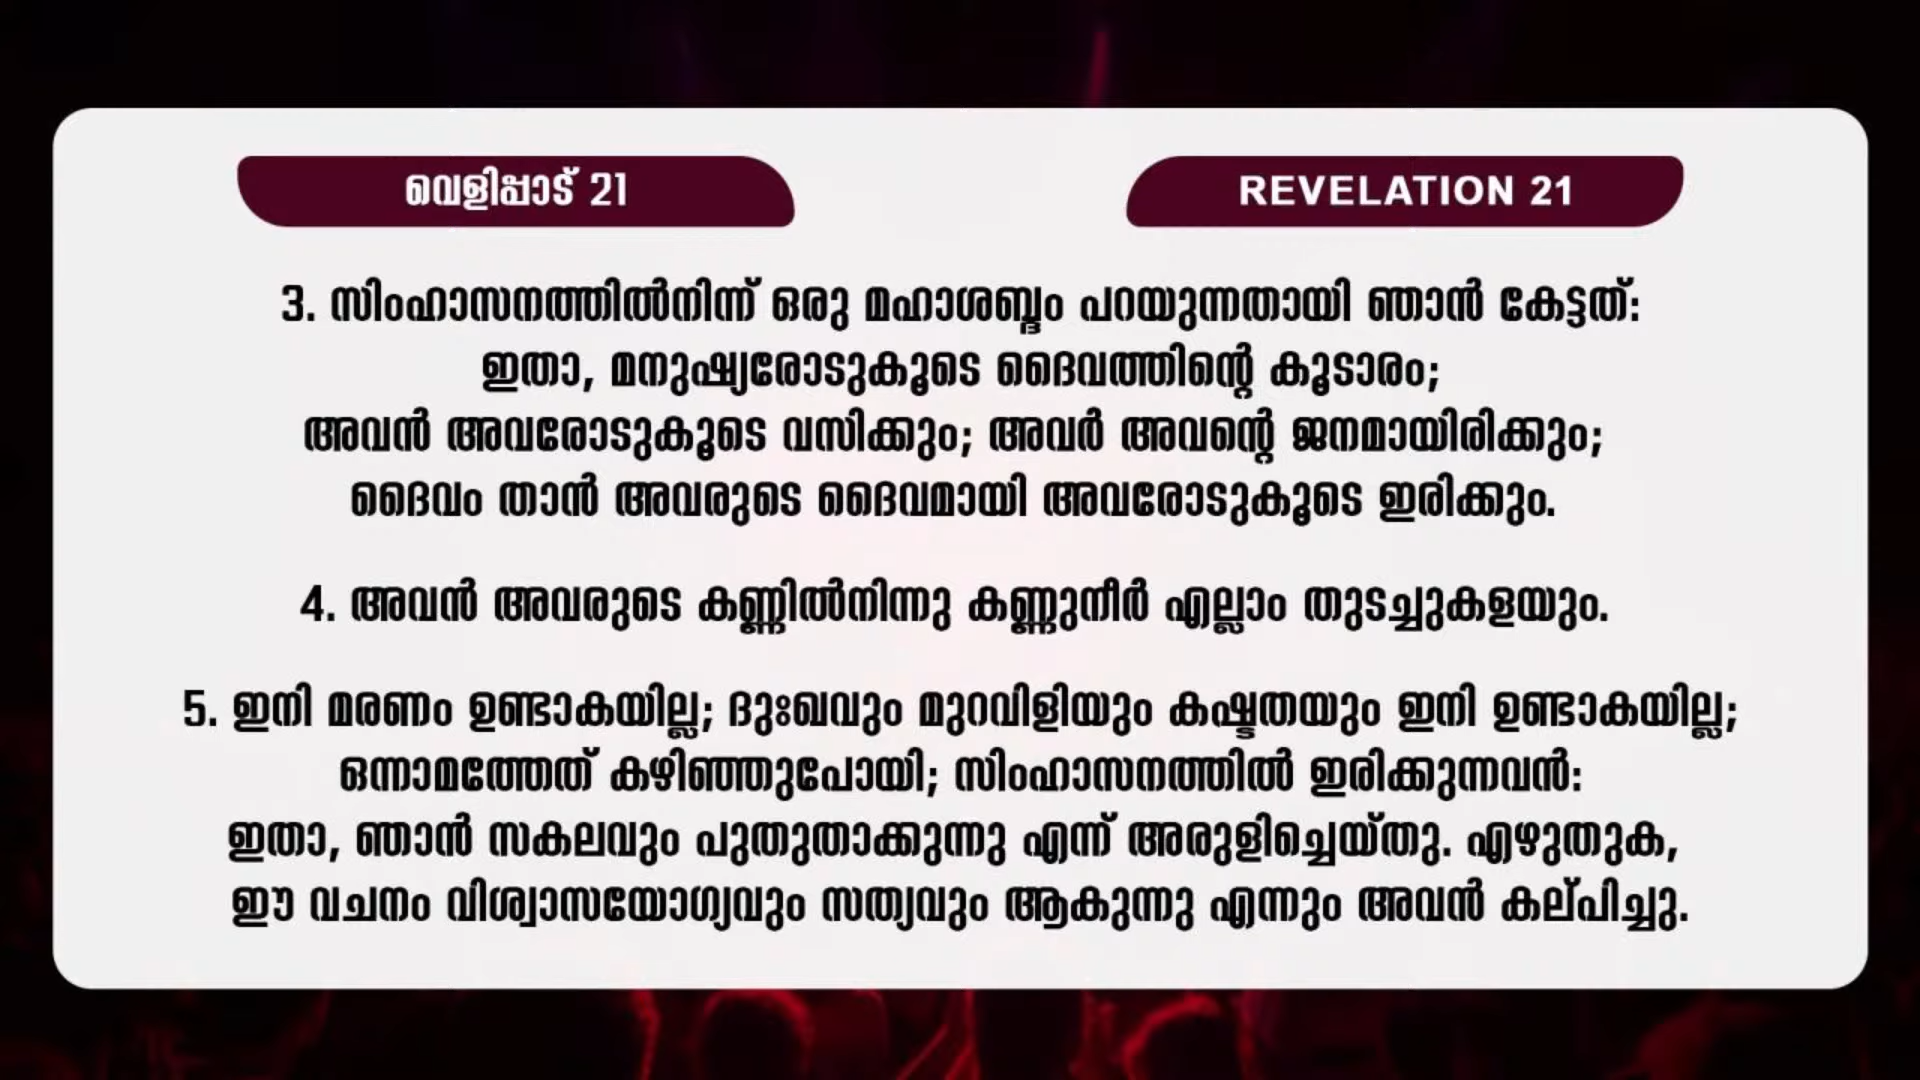 വെളിപ്പാട് 21
REVELATION 21
3. സിംഹാസനത്തിൽനിന്ന് ഒരു മഹാശബ്ദം പറയുന്നതായി ഞാൻ കേട്ടത്:
ഇതാ, മനുഷ്യരോടുകൂടെ ദൈവത്തിന്റെ കൂടാരം;
അവൻ അവരോടുകൂടെ വസിക്കും; അവർ അവന്റെ ജനമായിരിക്കും;
ദൈവം താൻ അവരുടെ ദൈവമായി അവരോടുകൂടെ ഇരിക്കും.
4. അവൻ അവരുടെ കണ്ണിൽനിന്നു കണ്ണുനീർ എല്ലാം തുടച്ചുകളയും.
5. ഇനി മരണം ഉണ്ടാകയില്ല; ദുഃഖവും മുറവിളിയും കഷ്ടതയും ഇനി ഉണ്ടാകയില്ല;
ഒന്നാമത്തേത് കഴിഞ്ഞുപോയി; സിംഹാസനത്തിൽ ഇരിക്കുന്നവൻ:
ഇതാ, ഞാൻ സകലവും പുതുതാക്കുന്നു എന്ന് അരുളിച്ചെയ്തു. എഴുതുക,
ഈ വചനം വിശ്വാസയോഗ്യവും സത്യവും ആകുന്നു എന്നും അവൻ കല്പിച്ചു.